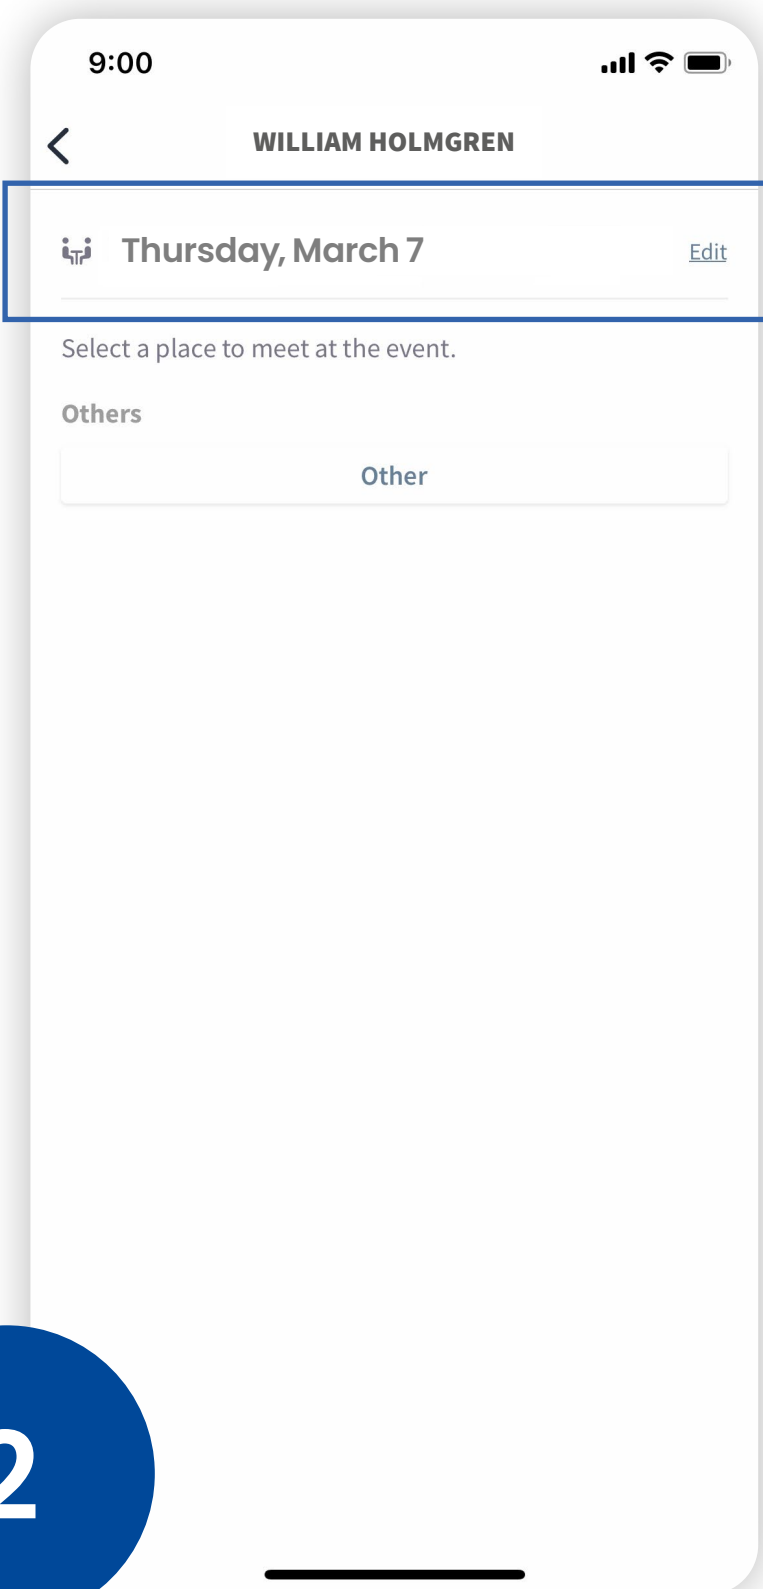 9:00
WILLIAM HOLMGREN
Thursday, March 7
Edit
Select a place to meet at the event.
Others
Other
2